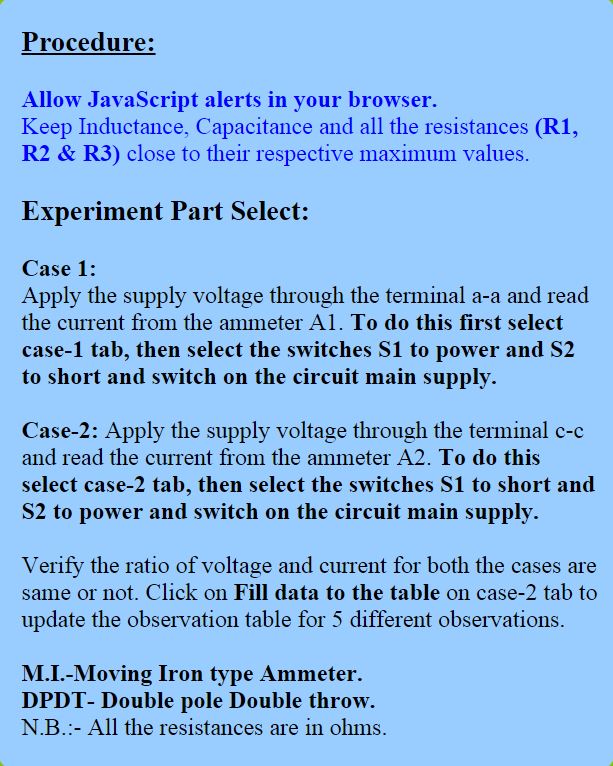 Procedure:
Allow JavaScript alerts in your browser.
Keep Inductance, Capacitance and all the resistances (R1,
R2 & R3) close to their respective maximum values.
Experiment Part Select:
Case 1:
Apply the supply voltage through the terminal a-a and read
the current from the ammeter A1. To do this first select
case-1 tab, then select the switches S1 to power and S2
to short and switch on the circuit main supply.
Case-2: Apply the supply voltage through the terminal c-c
and read the current from the ammeter A2. To do this
select case-2 tab, then select the switches S1 to short and
S2 to power and switch on the circuit main supply.
Verify the ratio of voltage and current for both the cases are
same or not. Click on Fill data to the table on case-2 tab to
update the observation table for 5 different observations.
M.I.-Moving Iron type Ammeter.
DPDT- Double pole Double throw.
N.B.:- All the resistances are in ohms.